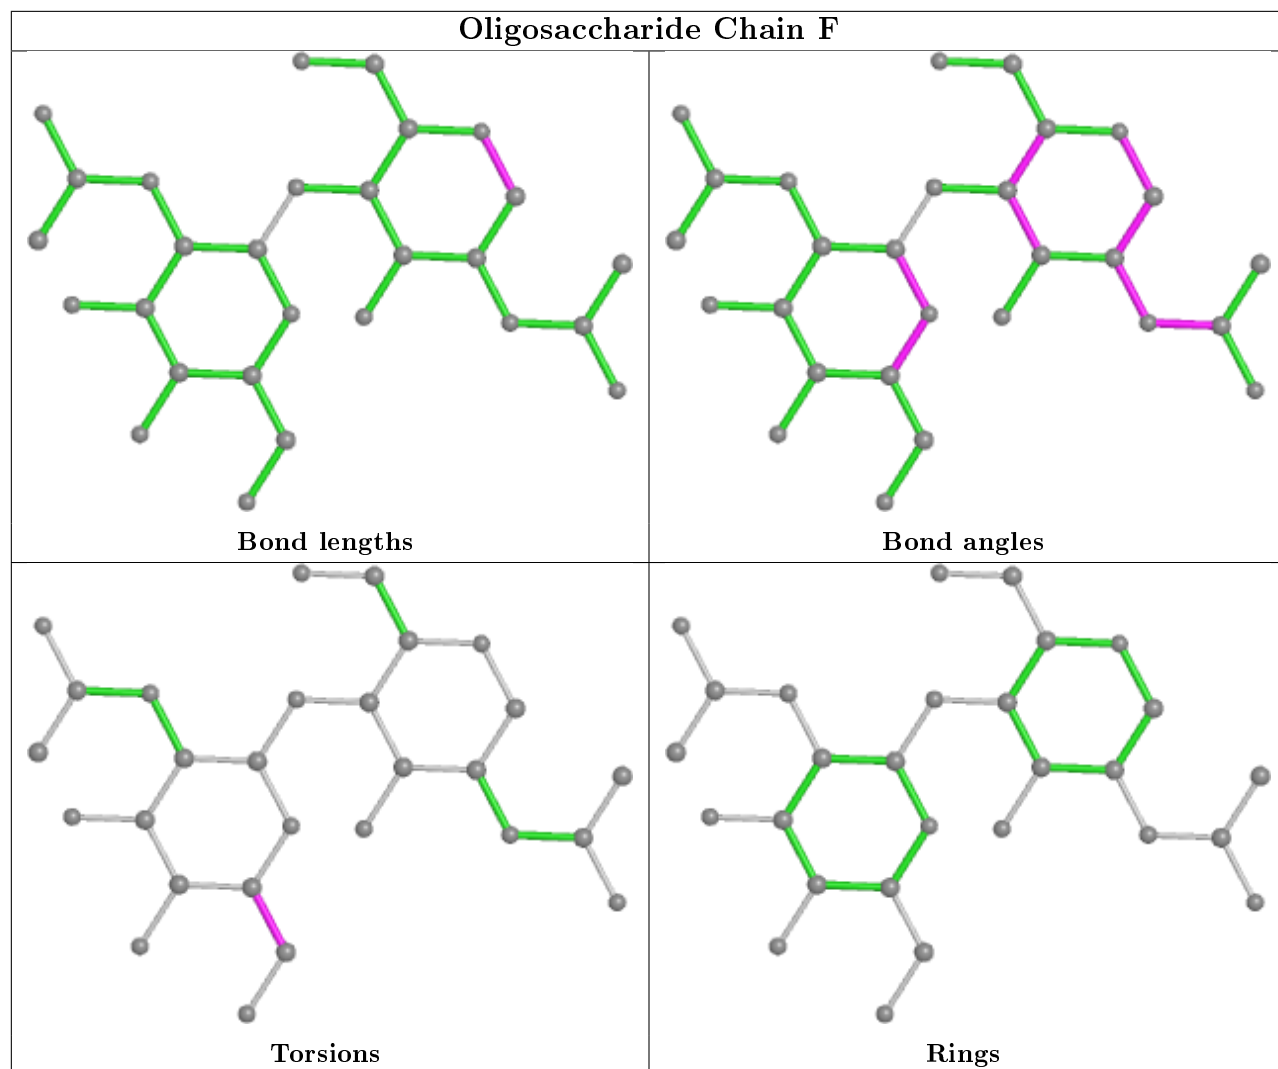 Oligosaccharide Chain F
Bond lengths
Bond angles
Torsions
Rings